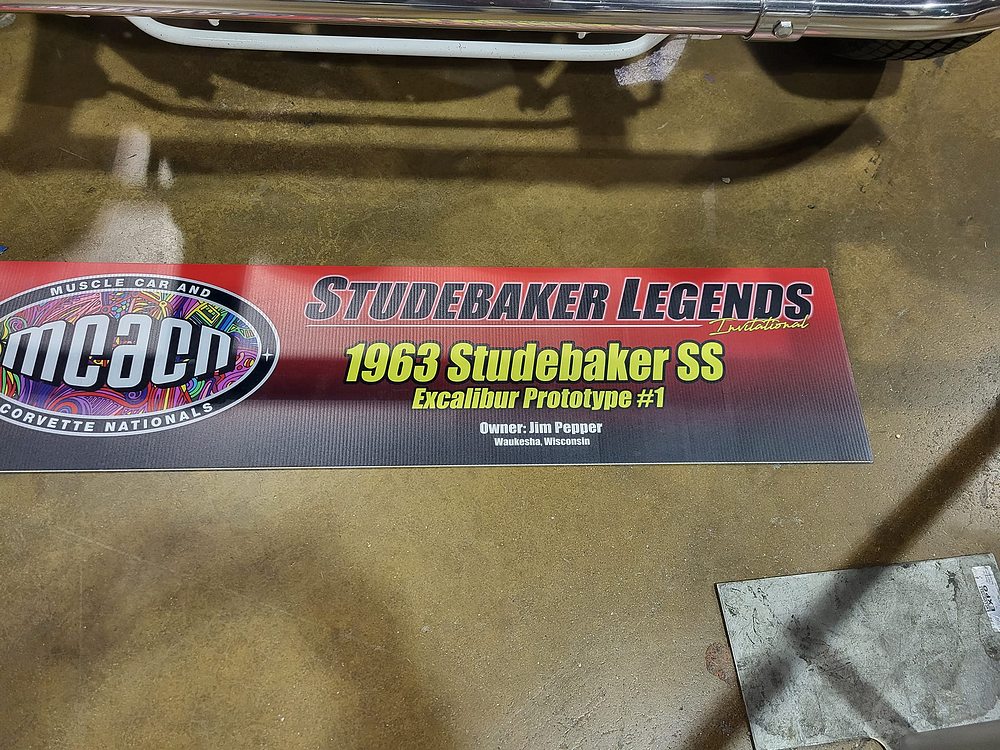 MUSCLE CAR AND
mcacn
CORVETTE NATIONALS
STUDEBAKER LEGENDS
Invitational
1963 Studebaker SS
Excalibur Prototype #1
Owner: Jim Pepper
Waukesha, Wisconsin